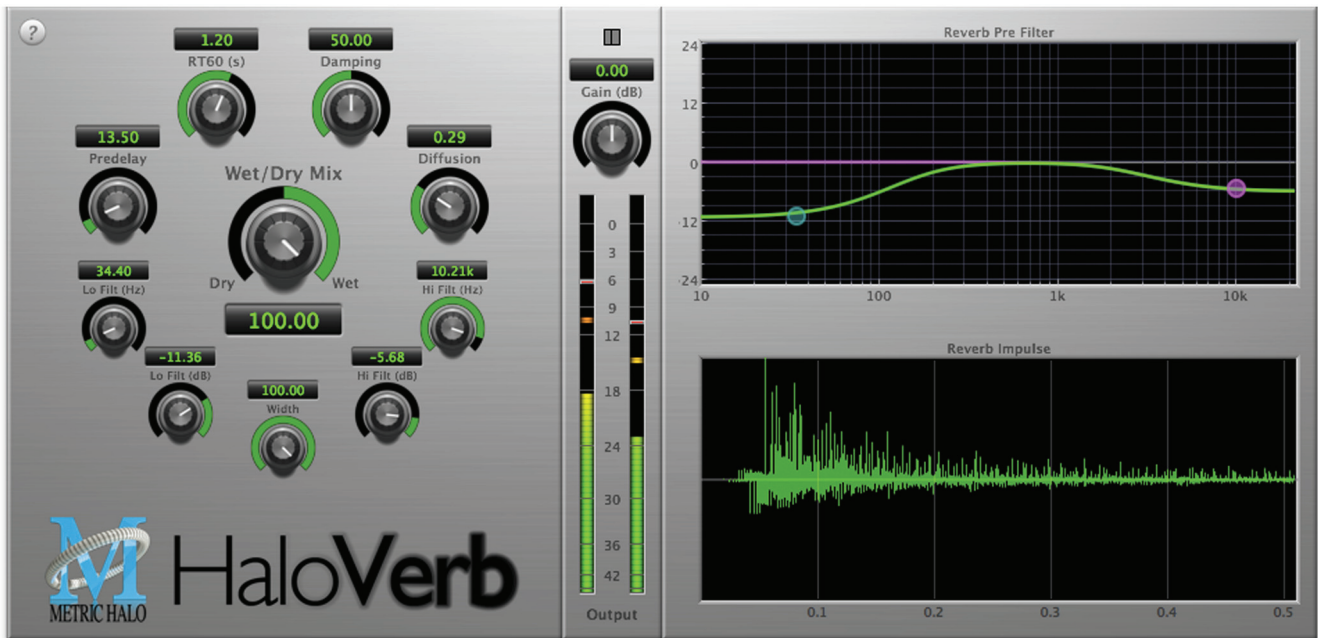 ?
1.20
RT60 (s)
50.00
Damping
13.50
Predelay
0.29
Diffusion
Wet/Dry Mix
Dry
Wet
100.00
34.40
Lo Filt (Hz)
10.21k
Hi Filt (Hz)
-11.36
Lo Filt (dB)
-5.68
Hi Filt (dB)
100.00
Width
METRIC HALO
HaloVerb
0.00
Gain (dB)
0
3
6
9
12
18
24
30
36
42
Output
Reverb Pre Filter
24
12
0
-12
-24
10 100 1k 10k
Reverb Impulse
0.1 0.2 0.3 0.4 0.5